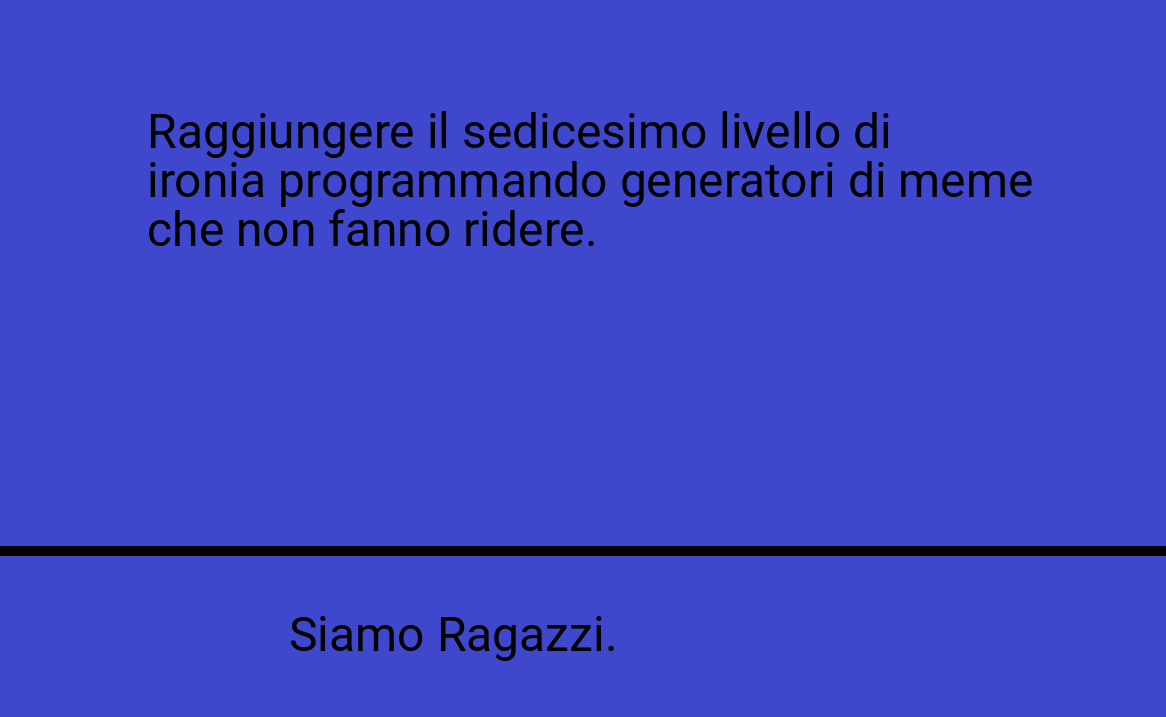 Raggiungere il sedicesimo livello di
ironia programmando generatori di meme
che non fanno ridere.
Siamo Ragazzi.